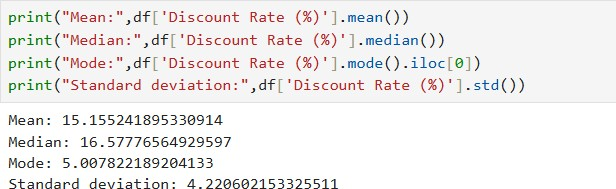 print("Mean:",df['Discount Rate (%)'].mean())
print("Median:",df['Discount Rate (%)'].median())
print("Mode:",df['Discount Rate (%)'].mode().iloc[0])
print("Standard deviation:",df['Discount Rate (%)'].std())
Mean: 15.155241895330914
Median: 16.57776564929597
Mode: 5.007822189204133
Standard deviation: 4.220602153325511